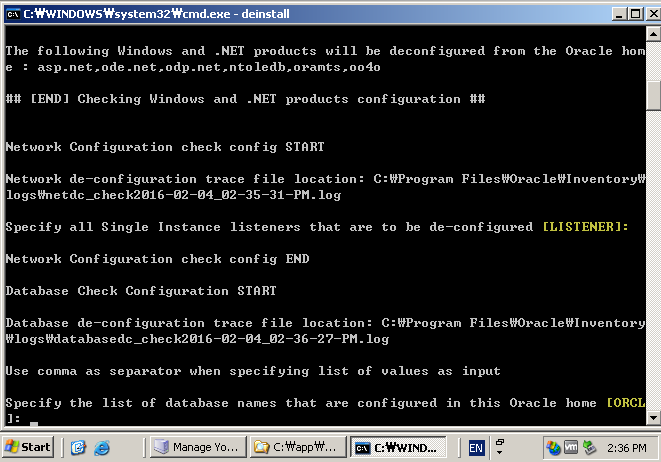 C:₩WINDOWS₩system32₩cmd.exe - deinstall
The following Windows and .NET products will be deconfigured from the Oracle hom
e : asp.net,ode.net,odp.net,ntoledb,oramts,oo4o
## [END] Checking Windows and .NET products configuration ##
Network Configuration check config START
Network de-configuration trace file location: C:₩Program Files₩Oracle₩Inventory₩
logs₩netdc_check2016-02-04_02-35-31-PM.log
Specify all Single Instance listeners that are to be de-configured [LISTENER]:
Network Configuration check config END
Database Check Configuration START
Database de-configuration trace file location: C:₩Program Files₩Oracle₩Inventory
₩logs₩databasedc_check2016-02-04_02-36-27-PM.log
Use comma as separator when specifying list of values as input
Specify the list of database names that are configured in this Oracle home [ORCL
]: _
Start Manage Yo... C:₩app₩... C:₩WIND... EN 2:36 PM